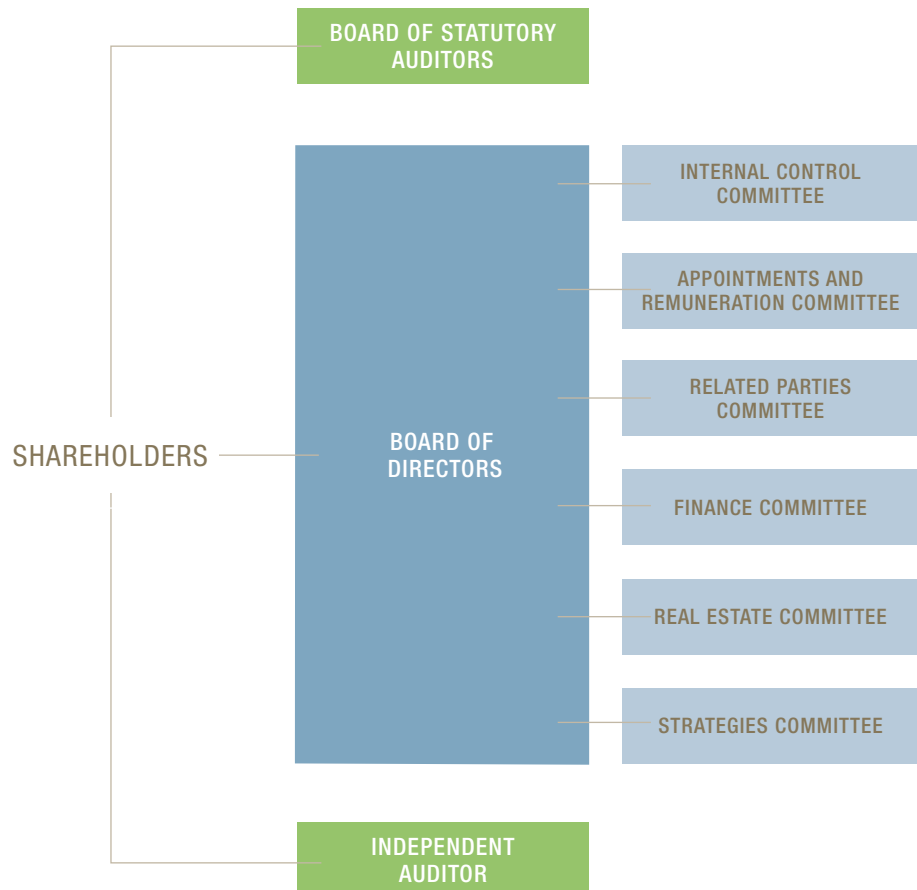 BOARD OF STATUTORY
AUDITORS
INTERNAL CONTROL
COMMITTEE
APPOINTMENTS AND
REMUNERATION COMMITTEE
RELATED PARTIES
COMMITTEE
SHAREHOLDERS
BOARD OF
DIRECTORS
FINANCE COMMITTEE
REAL ESTATE COMMITTEE
STRATEGIES COMMITTEE
INDEPENDENT
AUDITOR